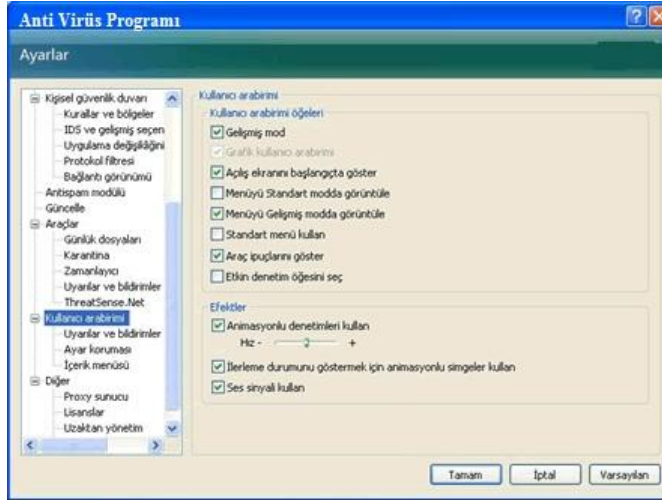 Anti Virüs Programı
Ayarlar
Kişisel güvenlik duvarı
Kurallar ve bölgeler
IDS ve gelişmiş seçen
Uygulama değişikliğini
Protokol filtresi
Bağlantı görünümü
Antispam modülü
Güncelle
Araçlar
Günlük dosyaları
Karantina
Zamanlayıcı
Uyarılar ve bildirimler
ThreatSense.Net
Kullanıcı arabirimi
Uyarılar ve bildirimler
Ayar koruması
İçerik menüsü
Diğer
Proxy sunucu
Lisanslar
Uzaktan yönetim
Kullanıcı arabirimi
Kullanıcı arabirimi öğeleri
Gelişmiş mod
Grafik kullanıcı arabirimi
Açılış ekranını başlangıçta göster
Menüyü Standart modda görüntüle
Menüyü Gelişmiş modda görüntüle
Standart menü kullan
Araç ipuçlarını göster
Etkin denetim öğesini seç
Efektler
Animasyonlu denetimleri kullan
Hız - +
İlerleme durumunu göstermek için animasyonlu simgeler kullan
Ses sinyali kullan
Tamam İptal Varsayılan